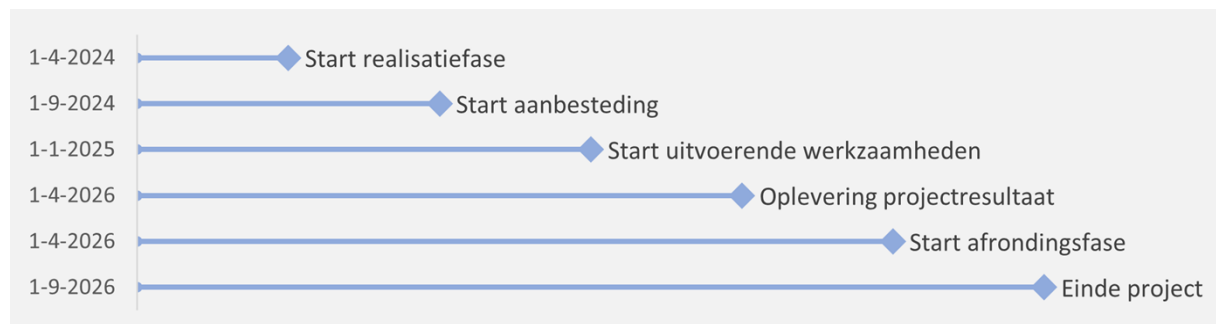 1-4-2024 Start realisatiefase
1-9-2024 Start aanbesteding
1-1-2025 Start uitvoerende werkzaamheden
1-4-2026 Oplevering projectresultaat
1-4-2026 Start afrondingsfase
1-9-2026 Einde project